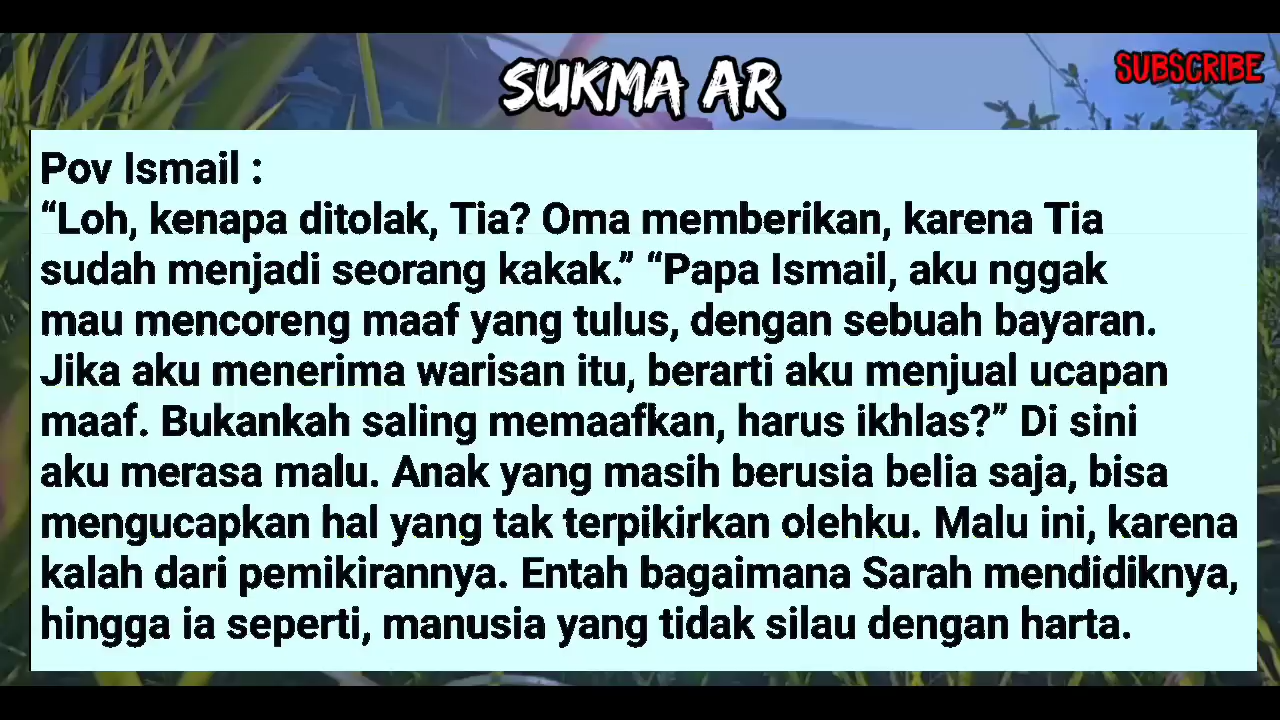 SUKMA AR
SUBSCRIBE
Pov Ismail :
“Loh, kenapa ditolak, Tia? Oma memberikan, karena Tia
sudah menjadi seorang kakak.” “Papa Ismail, aku nggak
mau mencoreng maaf yang tulus, dengan sebuah bayaran.
Jika aku menerima warisan itu, berarti aku menjual ucapan
maaf. Bukankah saling memaafkan, harus ikhlas?” Di sini
aku merasa malu. Anak yang masih berusia belia saja, bisa
mengucapkan hal yang tak terpikirkan olehku. Malu ini, karena
kalah dari pemikirannya. Entah bagaimana Sarah mendidiknya,
hingga ia seperti, manusia yang tidak silau dengan harta.